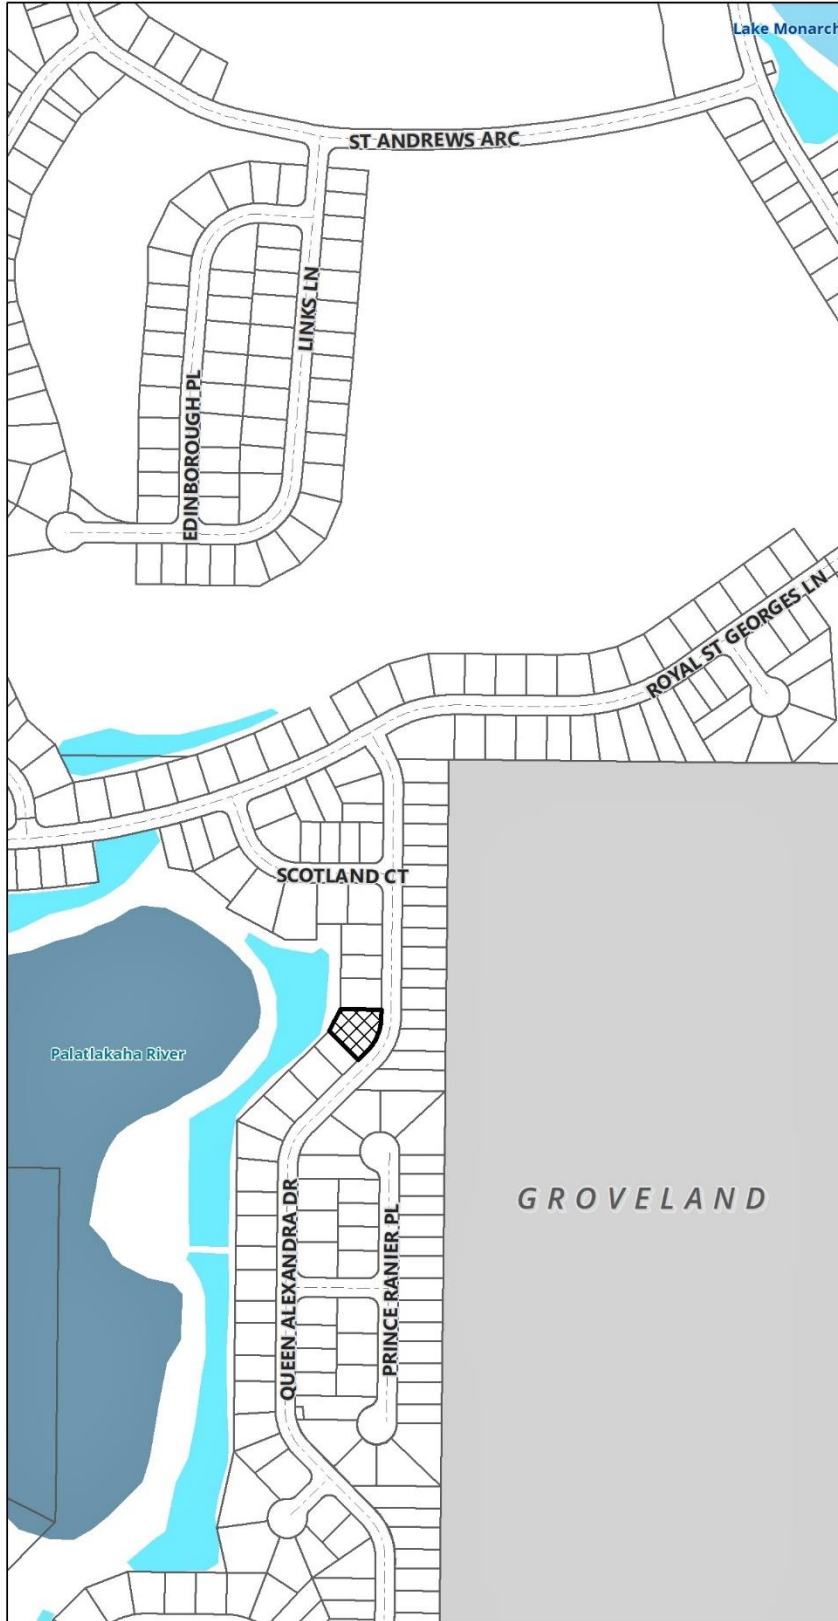 Lake Monarch
ST ANDREWS ARC
LINKS LN
EDINBOROUGH PL
ROYAL ST GEORGES LN
SCOTLAND CT
Palatlakaha River
GROVELAND
QUEEN ALEXANDRA DR
PRINCE RANIER PL